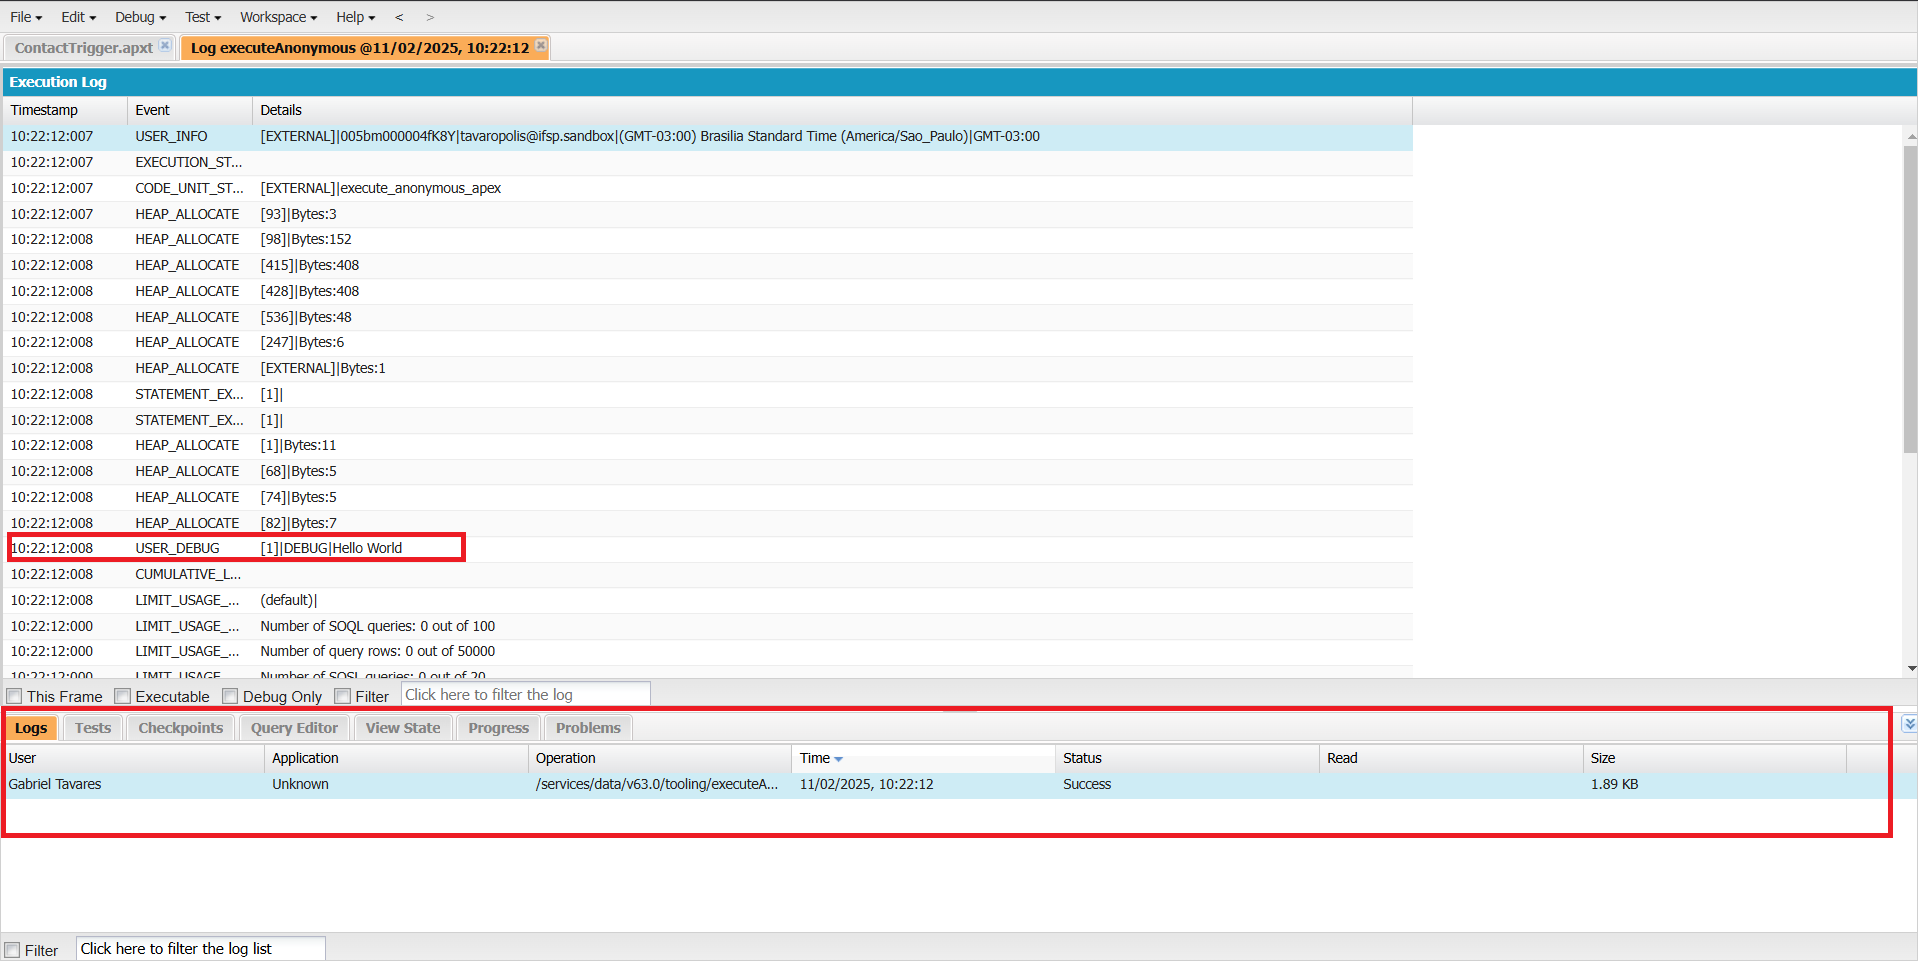 File Edit Debug Test Workspace Help < >
ContactTrigger.apxt Log executeAnonymous @11/02/2025, 10:22:12
Execution Log
Timestamp Event Details
10:22:12:007 USER_INFO [EXTERNAL]|005bm000004fK8Y|tavaropolis@ifsp.sandbox|(GMT-03:00) Brasilia Standard Time (America/Sao_Paulo)|GMT-03:00
10:22:12:007 EXECUTION_ST...
10:22:12:007 CODE_UNIT_ST... [EXTERNAL]|execute_anonymous_apex
10:22:12:007 HEAP_ALLOCATE [93]|Bytes:3
10:22:12:008 HEAP_ALLOCATE [98]|Bytes:152
10:22:12:008 HEAP_ALLOCATE [415]|Bytes:408
10:22:12:008 HEAP_ALLOCATE [428]|Bytes:408
10:22:12:008 HEAP_ALLOCATE [536]|Bytes:48
10:22:12:008 HEAP_ALLOCATE [247]|Bytes:6
10:22:12:008 HEAP_ALLOCATE [EXTERNAL]|Bytes:1
10:22:12:008 STATEMENT_EX... [1]|
10:22:12:008 STATEMENT_EX... [1]|
10:22:12:008 HEAP_ALLOCATE [1]|Bytes:11
10:22:12:008 HEAP_ALLOCATE [68]|Bytes:5
10:22:12:008 HEAP_ALLOCATE [74]|Bytes:5
10:22:12:008 HEAP_ALLOCATE [82]|Bytes:7
10:22:12:008 USER_DEBUG [1]|DEBUG|Hello World
10:22:12:008 CUMULATIVE_L...
10:22:12:008 LIMIT_USAGE_... (default)|
10:22:12:000 LIMIT_USAGE_... Number of SOQL queries: 0 out of 100
10:22:12:000 LIMIT_USAGE_... Number of query rows: 0 out of 50000
10:22:12:000 LIMIT_USAGE_... Number of SOSL queries: 0 out of 20
This Frame Executable Debug Only Filter Click here to filter the log
Logs Tests Checkpoints Query Editor View State Progress Problems
User Application Operation Time Status Read Size
Gabriel Tavares Unknown /services/data/v63.0/tooling/executeA... 11/02/2025, 10:22:12 Success 1.89 KB
Filter Click here to filter the log list